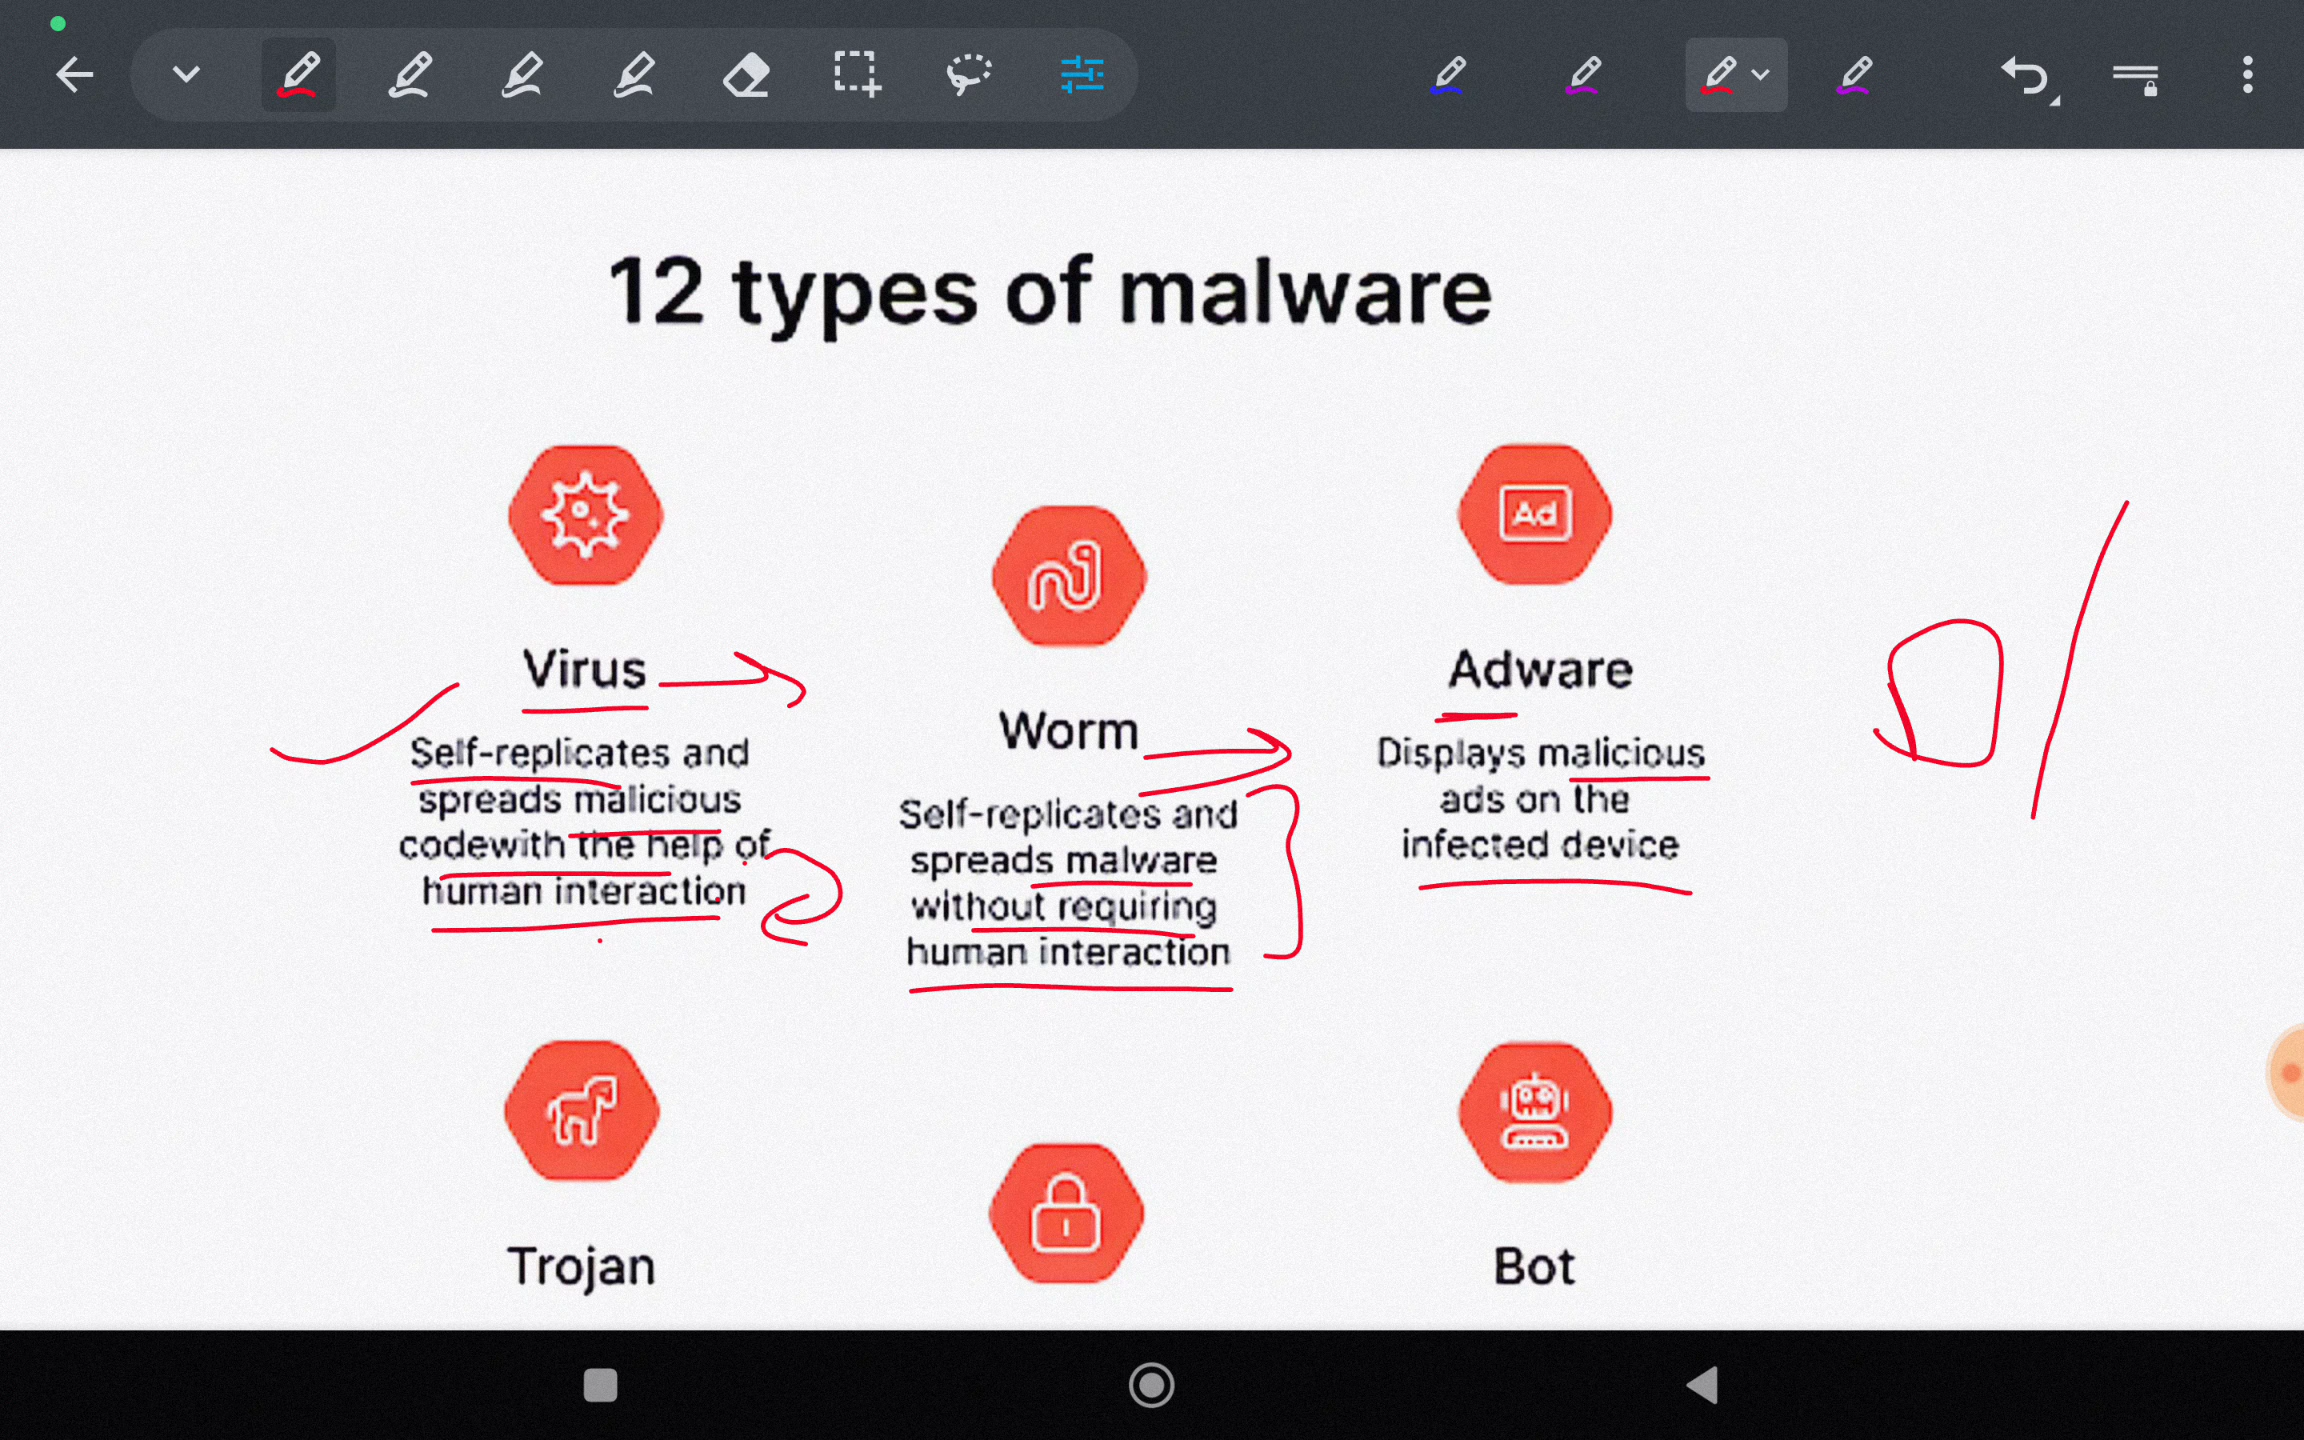 12 types of malware
Ad
Virus
Worm
Adware
Self-replicates and
spreads malicious
codewith the help of
human interaction
Self-replicates and
spreads malware
without requiring
human interaction
Displays malicious
ads on the
infected device
Trojan
Bot